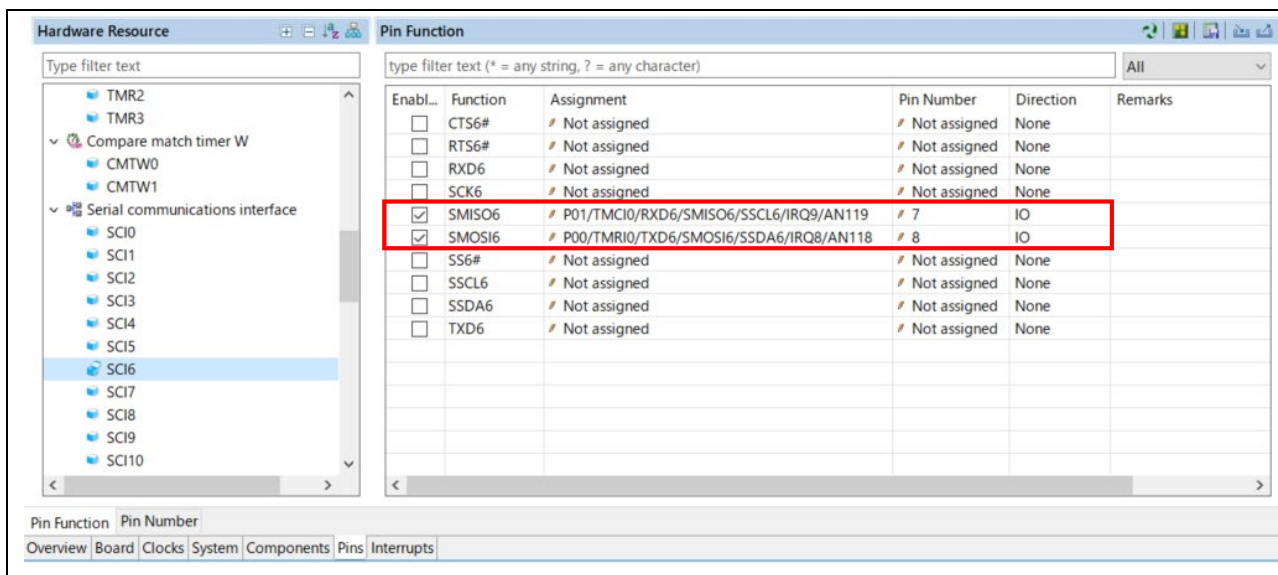 Hardware Resource
Type filter text
TMR2
TMR3
Compare match timer W
CMTW0
CMTW1
Serial communications interface
SCI0
SCI1
SCI2
SCI3
SCI4
SCI5
SCI6
SCI7
SCI8
SCI9
SCI10
Pin Function
type filter text (* = any string, ? = any character) All
Enabl... Function Assignment Pin Number Direction Remarks
CTS6# Not assigned Not assigned None
RTS6# Not assigned Not assigned None
RXD6 Not assigned Not assigned None
SCK6 Not assigned Not assigned None
SMISO6 P01/TMCI0/RXD6/SMISO6/SSCL6/IRQ9/AN119 7 IO
SMOSI6 P00/TMRI0/TXD6/SMOSI6/SSDA6/IRQ8/AN118 8 IO
SS6# Not assigned Not assigned None
SSCL6 Not assigned Not assigned None
SSDA6 Not assigned Not assigned None
TXD6 Not assigned Not assigned None
Pin Function Pin Number
Overview Board Clocks System Components Pins Interrupts